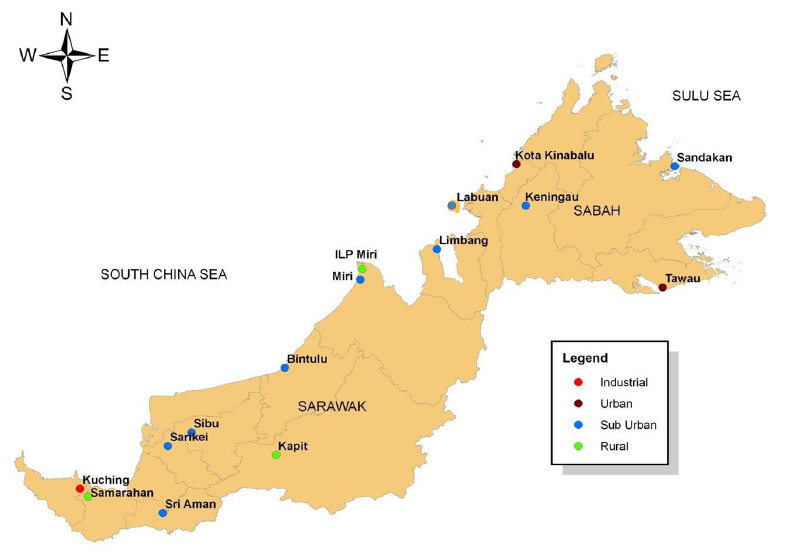 N
W E
S
SULU SEA
Kota Kinabalu
Sandakan
Labuan
Keningau
SABAH
Limbang
ILP Miri
SOUTH CHINA SEA
Miri
Tawau
Bintulu
Legend
Industrial
Urban
Sub Urban
Rural
SARAWAK
Sibu
Sarikei
Kapit
Kuching
Samarahan
Sri Aman